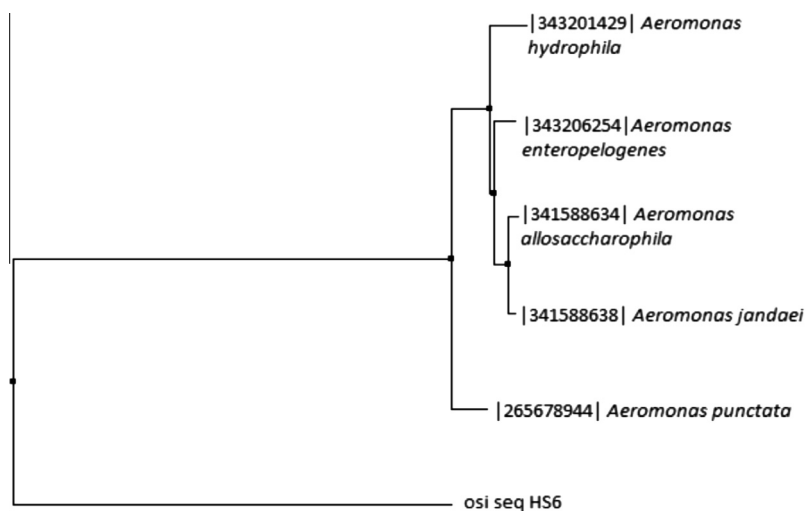 |343201429| Aeromonas
hydrophila
|343206254|Aeromonas
enteropelogenes
|341588634| Aeromonas
allosaccharophila
|341588638| Aeromonas jandaei
|265678944| Aeromonas punctata
osi seq HS6